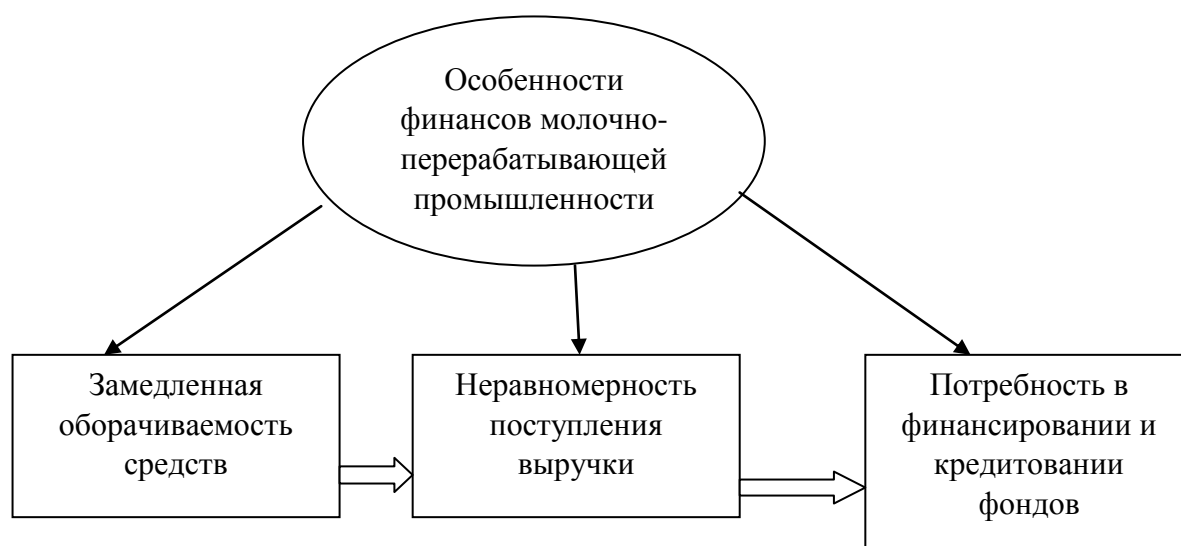 Особенности
финансов молочно-
перерабатывающей
промышленности
Замедленная
оборачиваемость
средств
Неравномерность
поступления
выручки
Потребность в
финансировании и
кредитовании
фондов